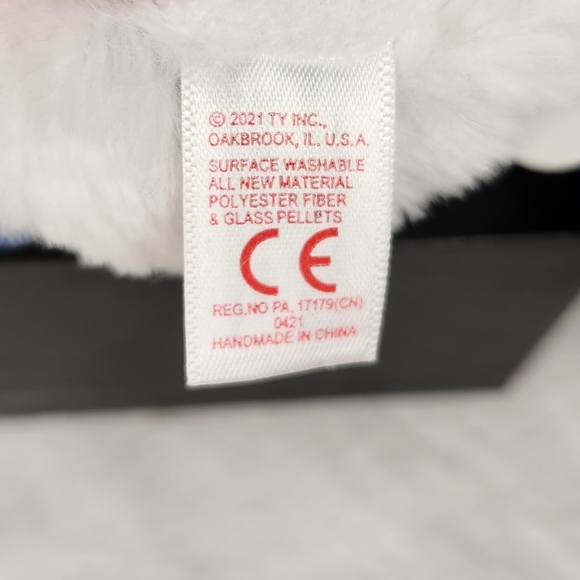 © 2021 TY INC.,
OAKBROOK, IL. U.S.A.
SURFACE WASHABLE
ALL NEW MATERIAL
POLYESTER FIBER
& GLASS PELLETS
CE
REG.NO PA. 17179(CN)
0421
HANDMADE IN CHINA